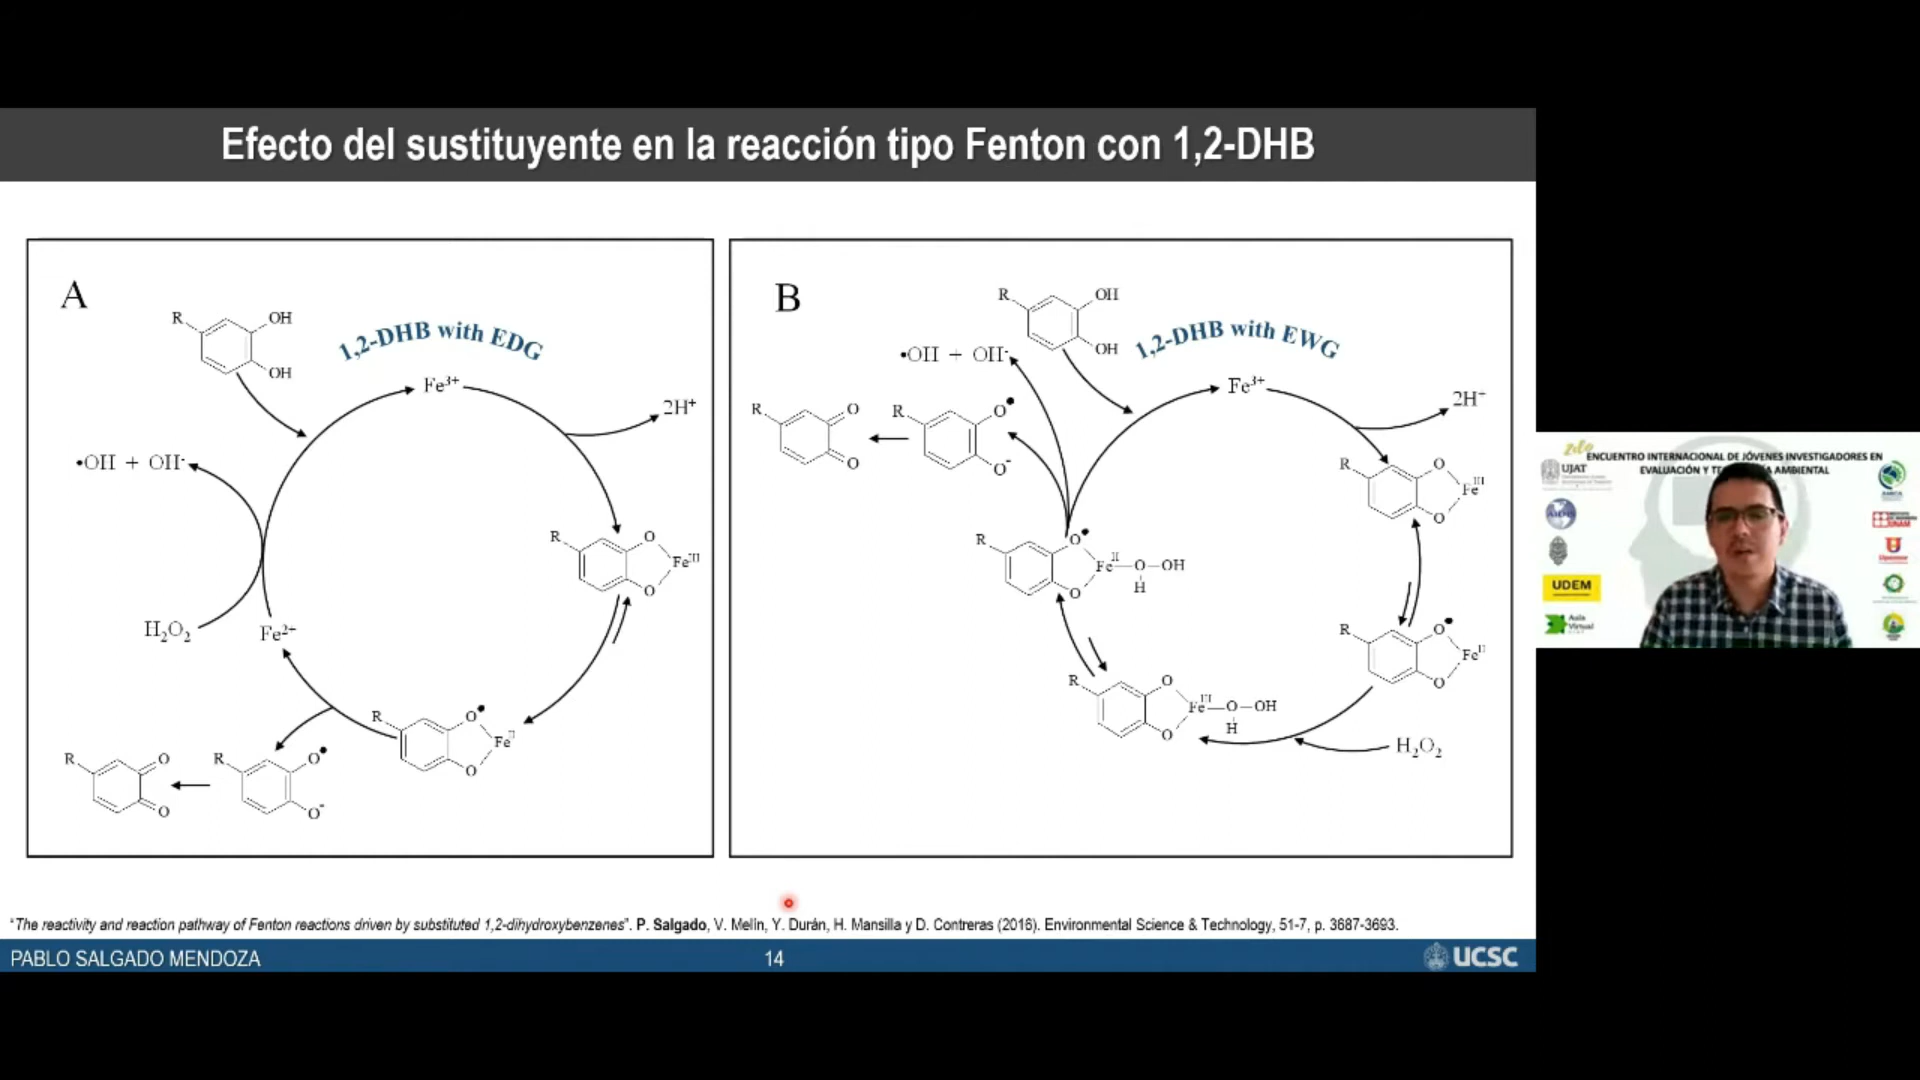 Efecto del sustituyente en la reacción tipo Fenton con 1,2-DHB
A
R
OH
OH
1,2-DHB with EDG
Fe³⁺
2H⁺
•OH + OH⁻
R
O
O
Fe^III
H₂O₂
Fe²⁺
R
O•
O
Fe^II
R
O
O
R
O•
O⁻
B
R
OH
OH
1,2-DHB with EWG
•OH + OH⁻
Fe³⁺
2H⁺
R
O
O
R
O•
O⁻
R
O
O
Fe^III
R
O•
O
Fe^II—O—OH
H
R
O•
O
Fe^II
R
O
O
Fe^III—O—OH
H
H₂O₂
"The reactivity and reaction pathway of Fenton reactions driven by substituted 1,2-dihydroxybenzenes". P. Salgado, V. Melín, Y. Durán, H. Mansilla y D. Contreras (2016). Environmental Science & Technology, 51-7, p. 3687-3693.
PABLO SALGADO MENDOZA
14
UCSC
2do
ENCUENTRO INTERNACIONAL DE JÓVENES INVESTIGADORES EN
EVALUACIÓN Y AMBIENTAL
UJAT
UDEM
Aula
Virtual
UNAM